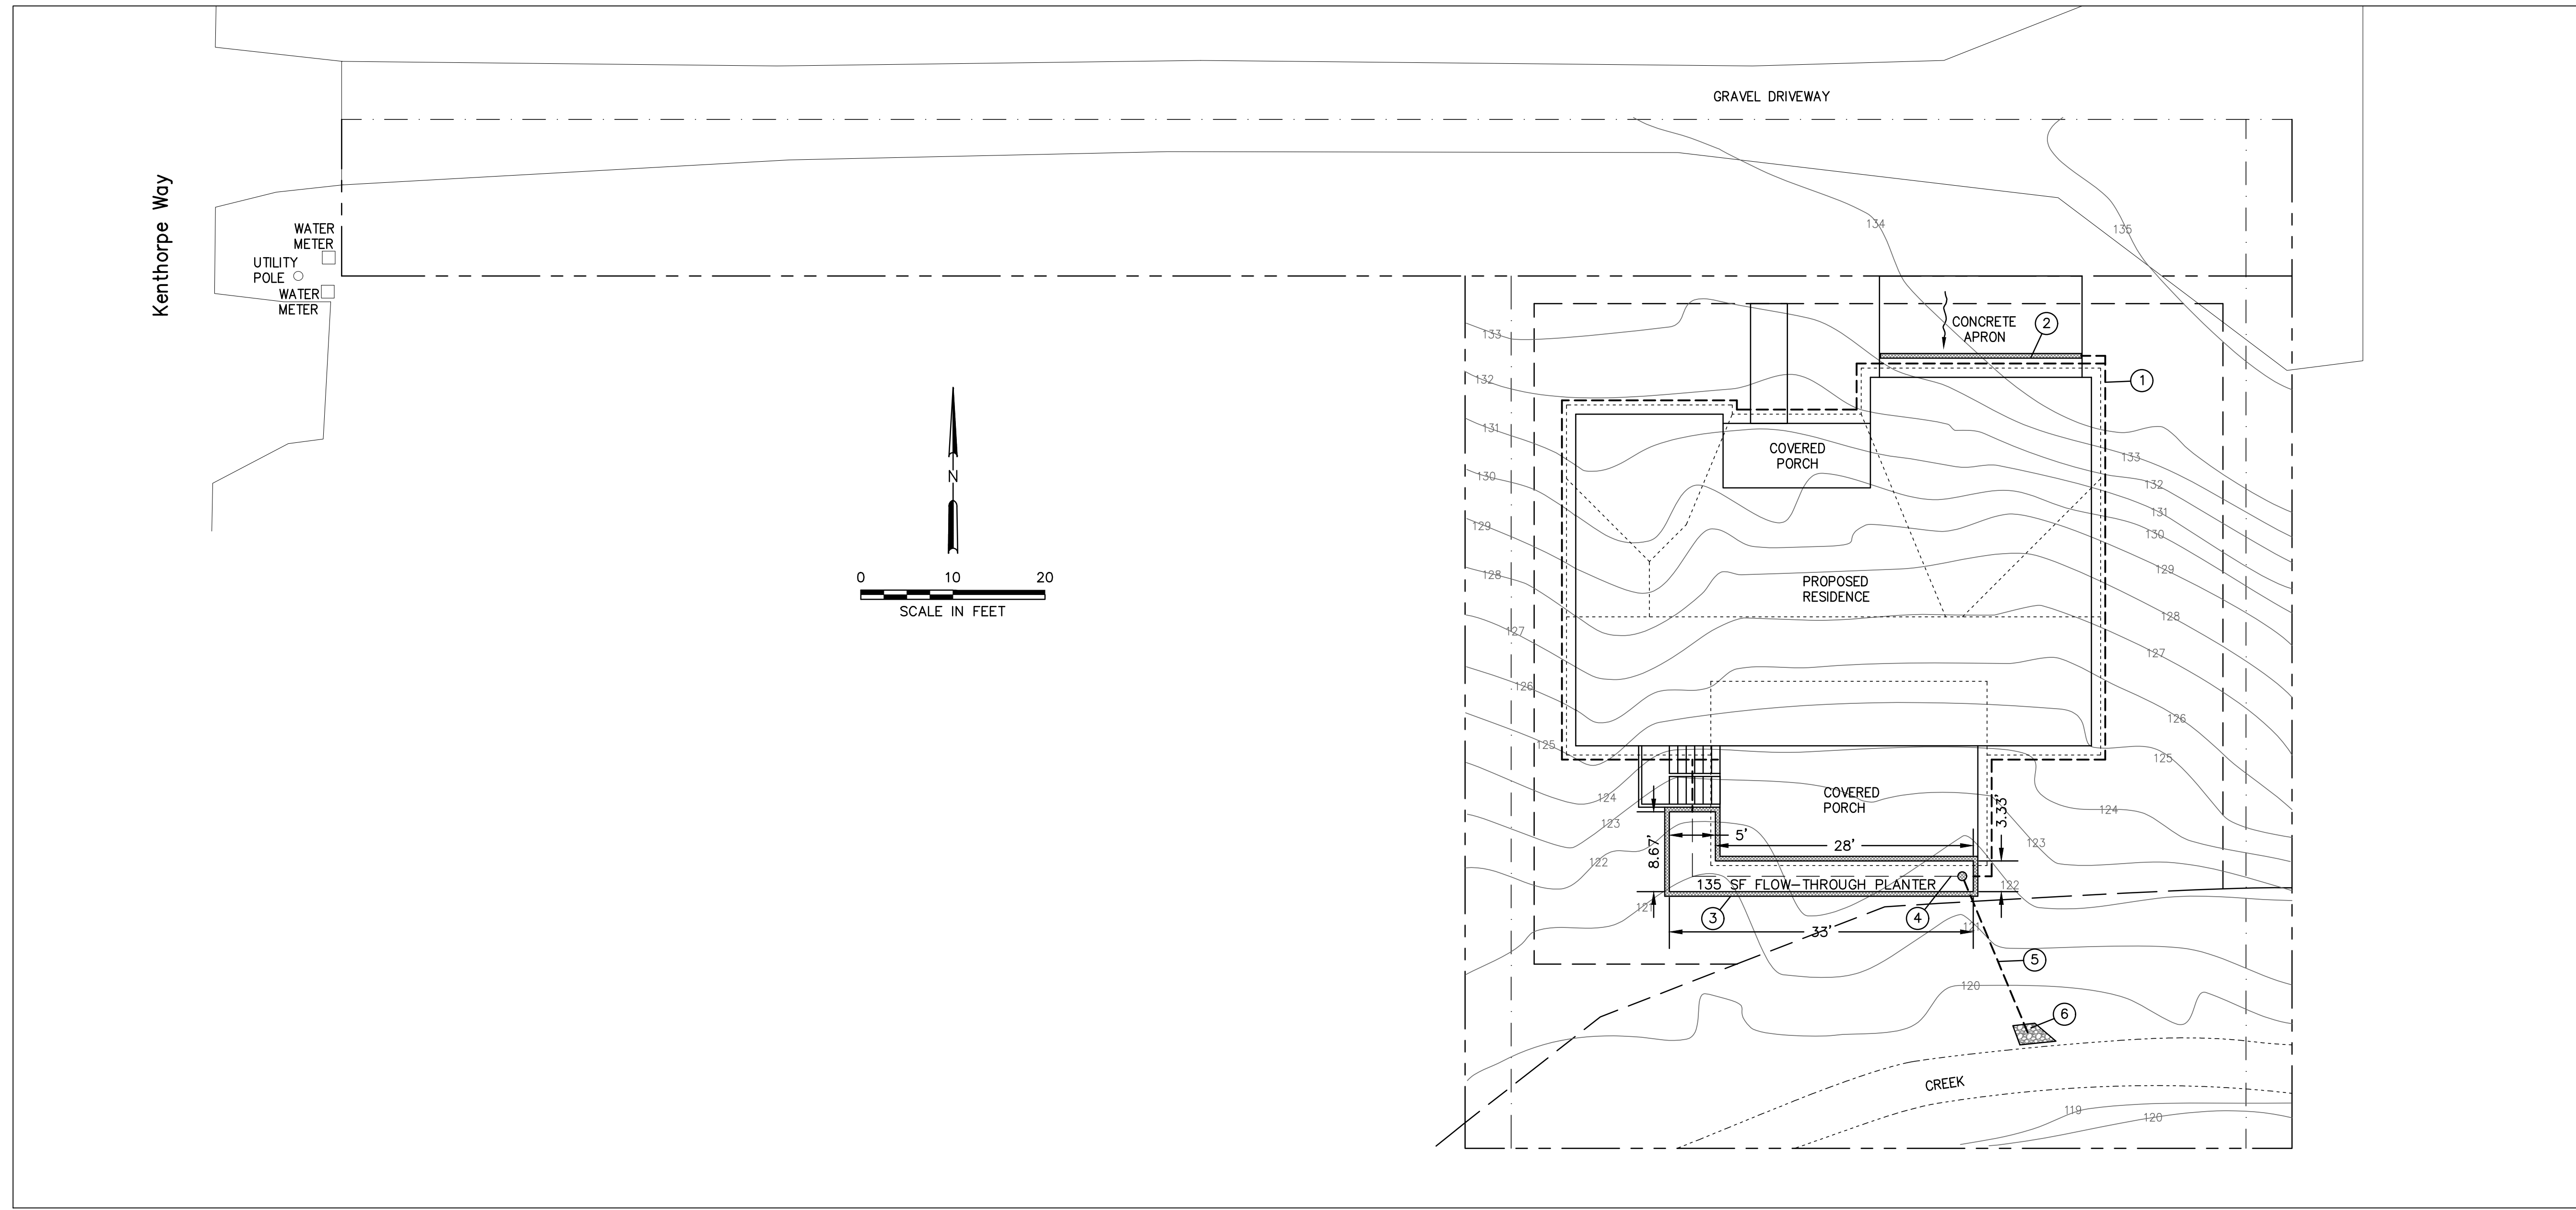 GRAVEL DRIVEWAY
Kenthorpe Way
WATER
METER
UTILITY
POLE
WATER
METER
134
135
133
132
131
130
129
128
127
126
125
124
123
122
121
CONCRETE
APRON
2
1
COVERED
PORCH
133
132
131
130
129
128
127
126
125
124
123
122
121
120
N
0 10 20
SCALE IN FEET
PROPOSED
RESIDENCE
COVERED
PORCH
3.33'
5'
28'
8.67'
135 SF FLOW-THROUGH PLANTER
3
4
33'
5
6
CREEK
119
120